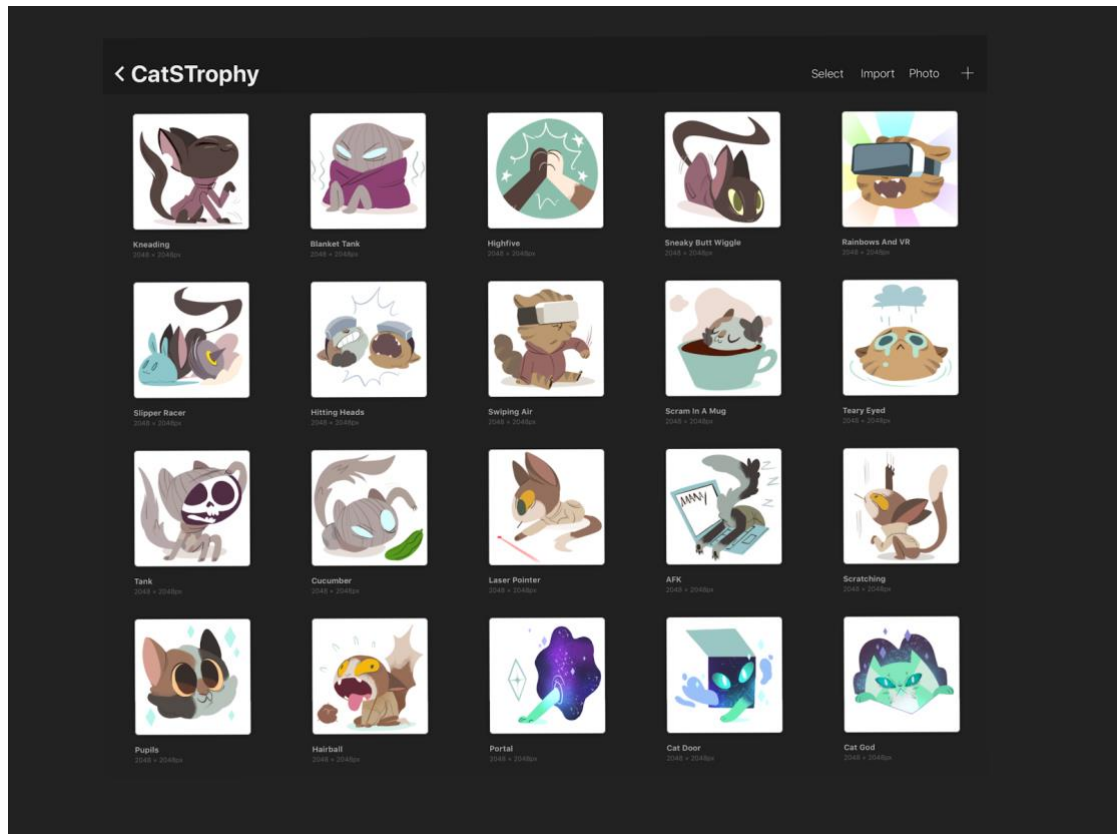 CatSTrophy
Select Import Photo
Kneading
2048 × 2048px
Blanket Tank
2048 × 2048px
Highfive
2048 × 2048px
Sneaky Butt Wiggle
2048 × 2048px
Rainbows And VR
2048 × 2048px
Slipper Racer
2048 × 2048px
Hitting Heads
2048 × 2048px
Swiping Air
2048 × 2048px
Scram In A Mug
2048 × 2048px
Teary Eyed
2048 × 2048px
Tank
2048 × 2048px
Cucumber
2048 × 2048px
Laser Pointer
2048 × 2048px
Z
Z
Z
AFK
2048 × 2048px
Scratching
2048 × 2048px
Pupils
2048 × 2048px
Hairball
2048 × 2048px
Portal
2048 × 2048px
Cat Door
2048 × 2048px
Cat God
2048 × 2048px